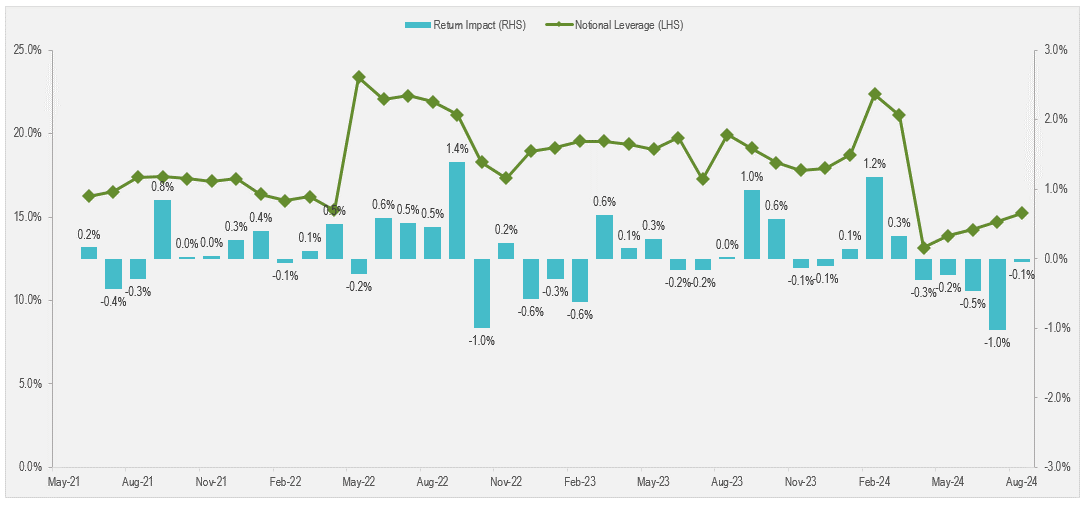 Return Impact (RHS) Notional Leverage (LHS)
25.0% 3.0%
20.0% 2.0%
15.0% 1.0%
10.0% 0.0%
5.0% -1.0%
0.0% -2.0%
-3.0%
0.2% -0.4% -0.3% 0.8% 0.0% 0.0% 0.3% 0.4% -0.1% 0.1% 0.5% -0.2% 0.6% 0.5% 0.5% 1.4% -1.0% 0.2% -0.6% -0.3% -0.6% 0.6% 0.1% 0.3% -0.2% -0.2% 0.0% 1.0% 0.6% -0.1% -0.1% 0.1% 1.2% 0.3% -0.3% -0.2% -0.5% -1.0% -0.1%
May-21 Aug-21 Nov-21 Feb-22 May-22 Aug-22 Nov-22 Feb-23 May-23 Aug-23 Nov-23 Feb-24 May-24 Aug-24